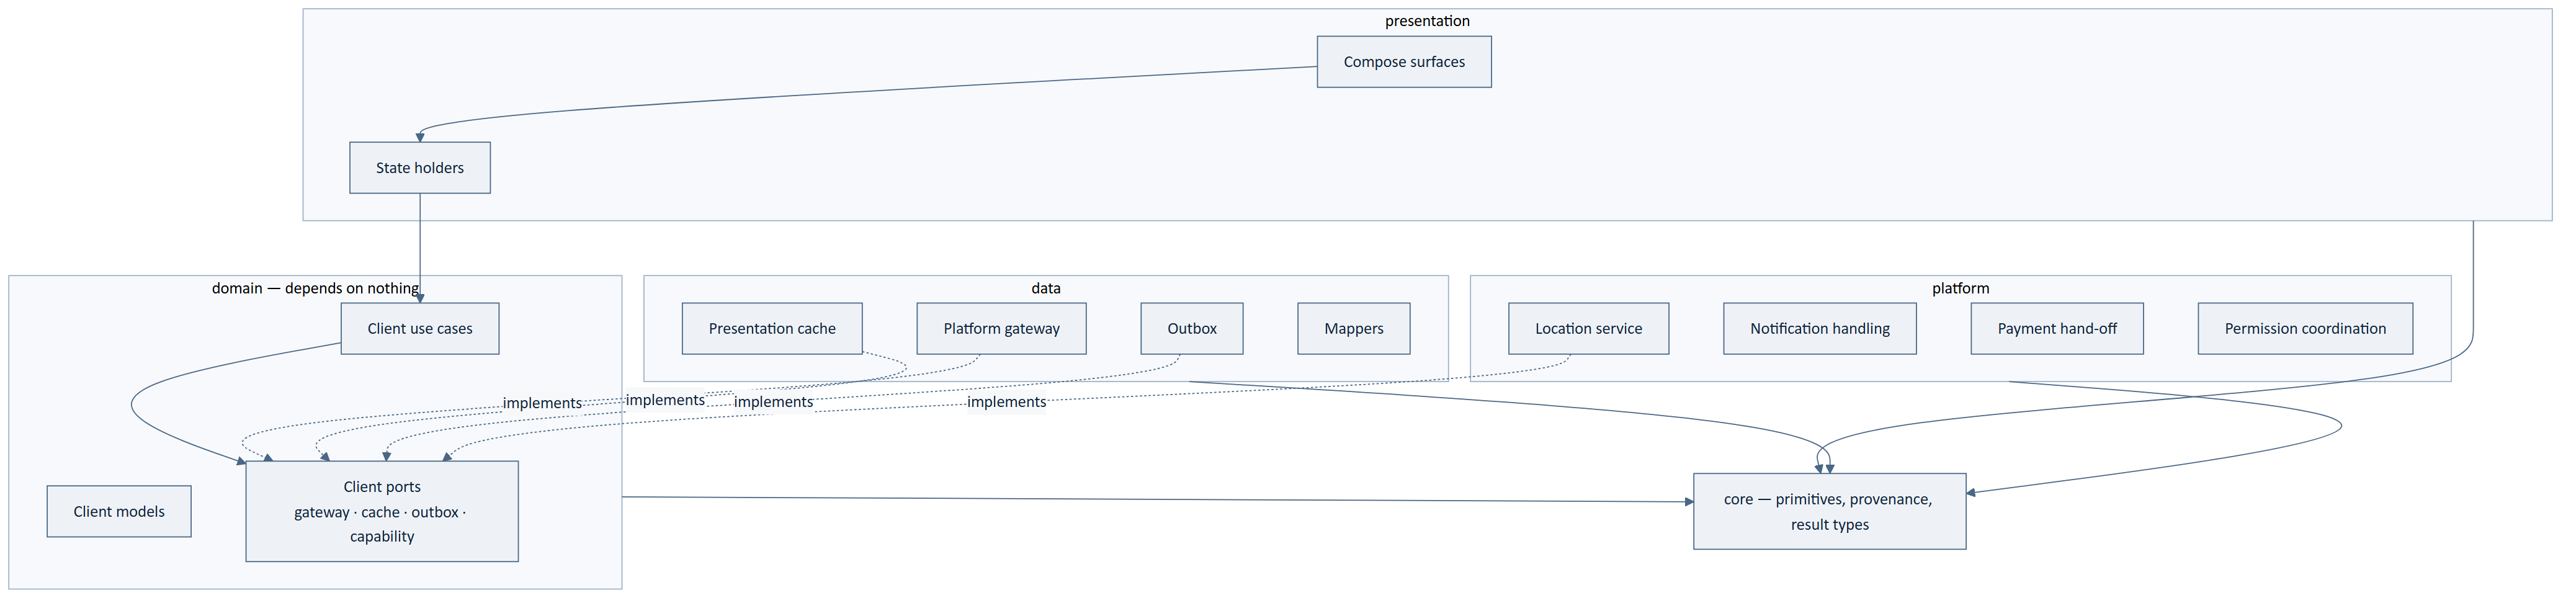 presentation
Compose surfaces
State holders
domain — depends on nothing
Client use cases
data
Presentation cache
Platform gateway
Outbox
Mappers
platform
Location service
Notification handling
Payment hand-off
Permission coordination
implements
implements
implements
implements
Client models
Client ports
gateway · cache · outbox ·
capability
core — primitives, provenance,
result types